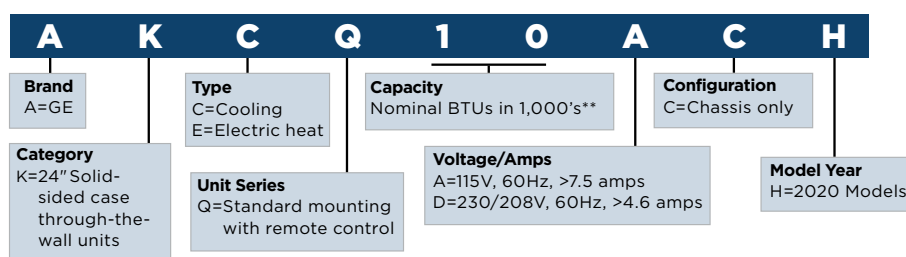 A K C Q 1 0 A C H
Brand
A=GE
Type
C=Cooling
E=Electric heat
Capacity
Nominal BTUs in 1,000's**
Configuration
C=Chassis only
Category
K=24" Solid-
sided case
through-the-
wall units
Unit Series
Q=Standard mounting
with remote control
Voltage/Amps
A=115V, 60Hz, >7.5 amps
D=230/208V, 60Hz, >4.6 amps
Model Year
H=2020 Models